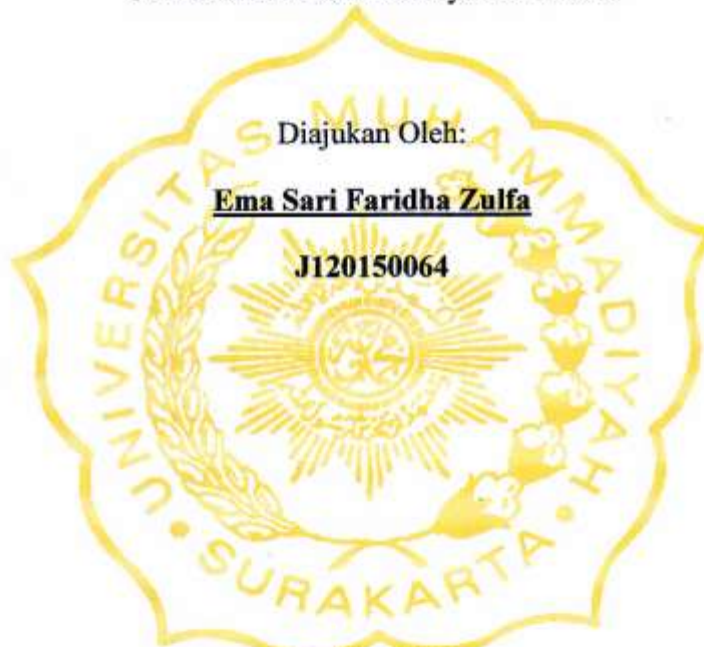 Diajukan Oleh:
Ema Sari Faridha Zulfa
J120150064
UNIVERSITAS MUHAMMADIYAH
SURAKARTA